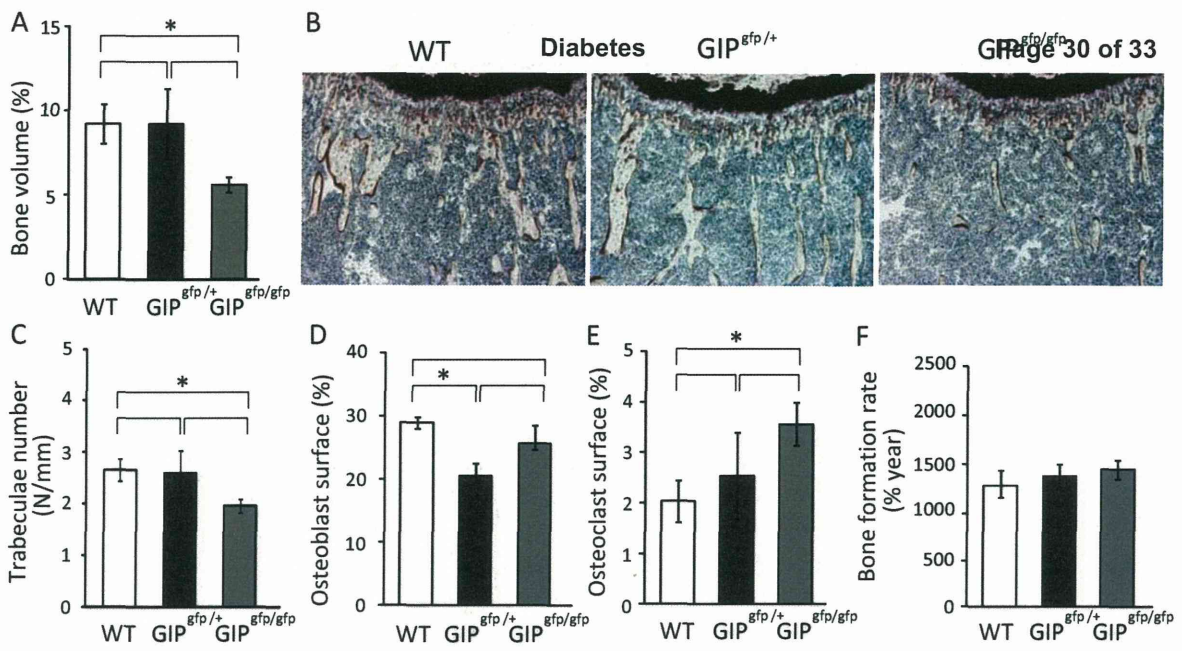 A
15
10
5
0
Bone volume (%)
*
WT GIP gfp/+ GIP gfp/gfp
B
WT Diabetes GIP gfp/+ GIP gfp/gfp Page 30 of 33
C
5
4
3
2
1
0
Trabeculae number
(N/mm)
*
WT GIP gfp/+ GIP gfp/gfp
D
40
30
20
10
0
Osteoblast surface (%)
*
WT GIP gfp/+ GIP gfp/gfp
E
5
4
3
2
1
0
Osteoclast surface (%)
*
WT GIP gfp/+ GIP gfp/gfp
F
2500
2000
1500
1000
500
0
Bone formation rate
(% year)
WT GIP gfp/+ GIP gfp/gfp